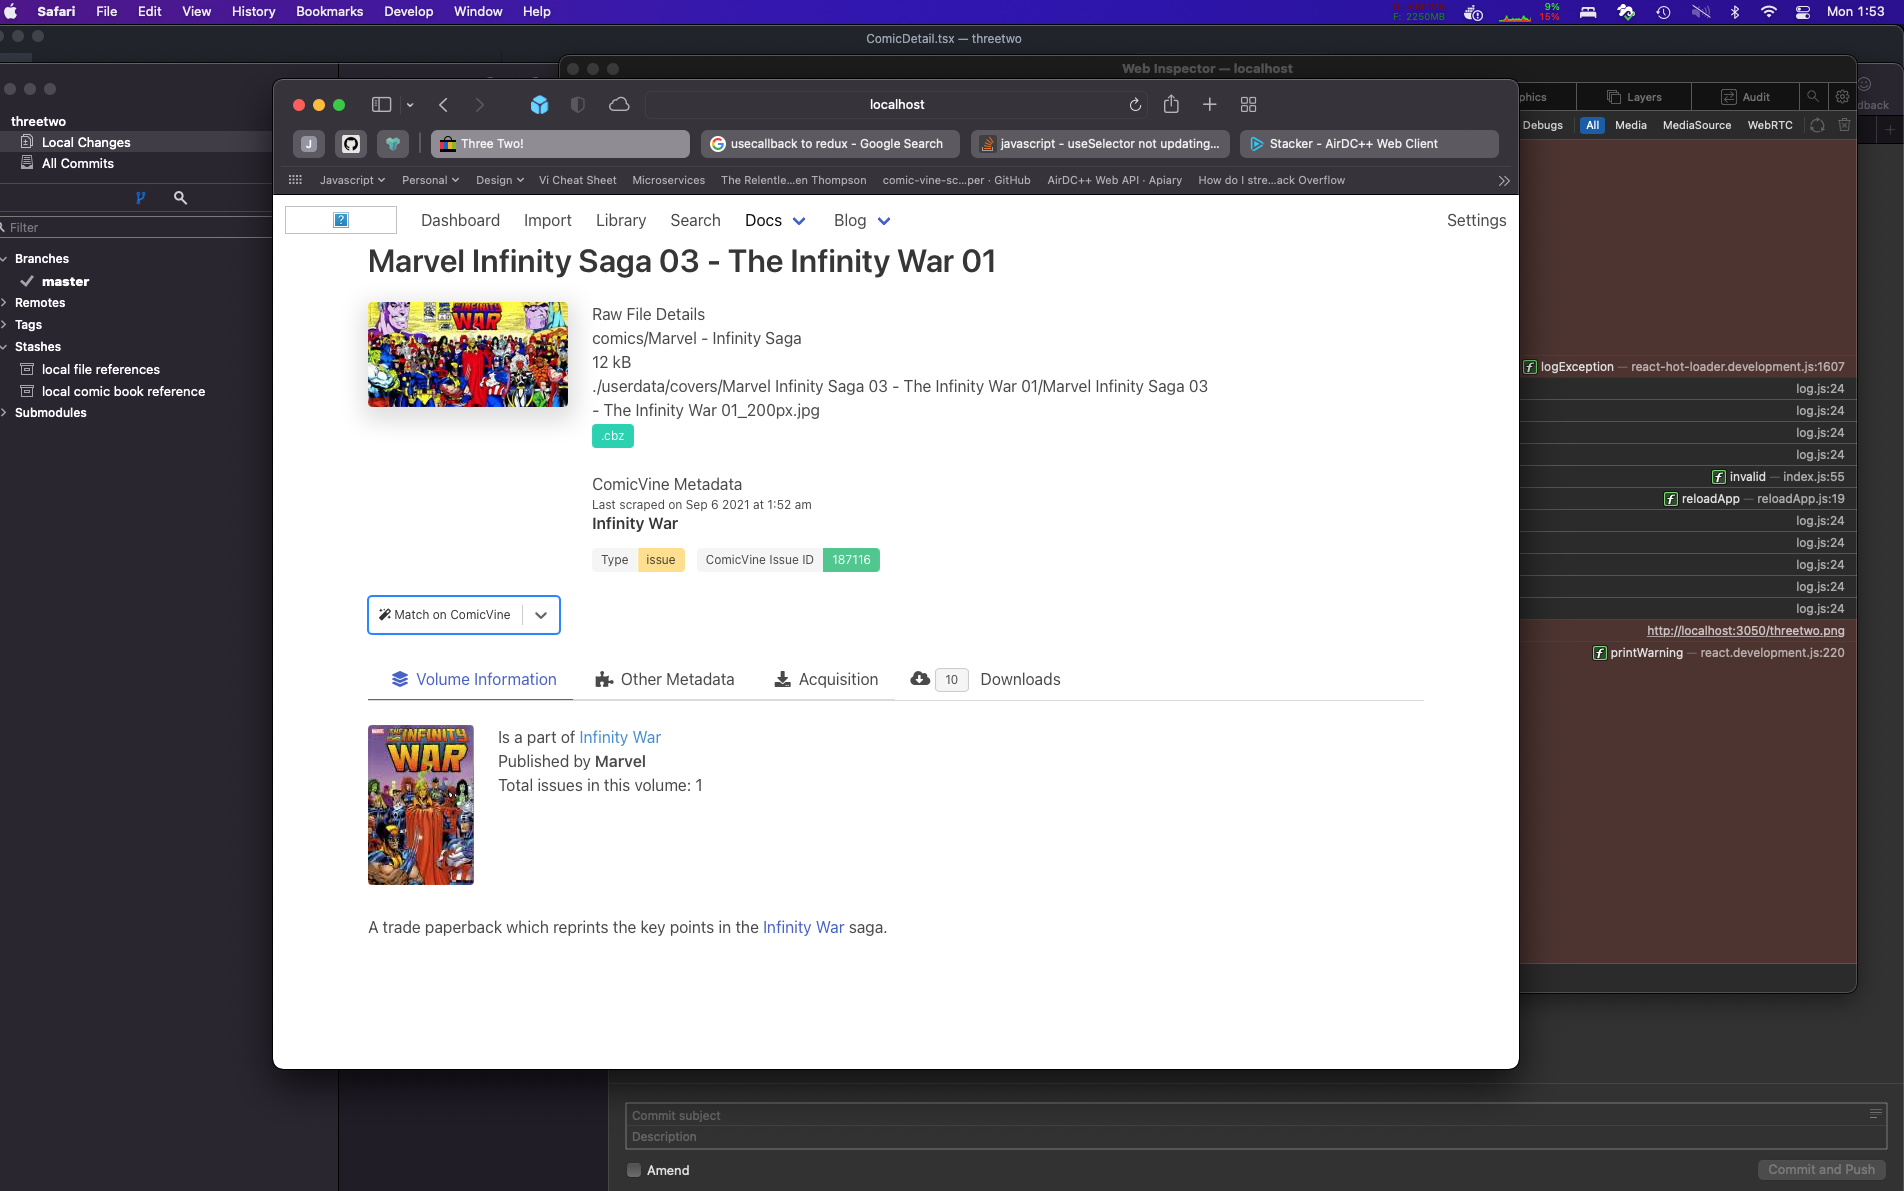 Safari File Edit View History Bookmarks Develop Window Help
F: 2250MB
9%
15%
Mon 1:53
ComicDetail.tsx — threetwo
Web Inspector — localhost
threetwo
Local Changes
All Commits
Filter
Branches
master
Remotes
Tags
Stashes
local file references
local comic book reference
Submodules
localhost
J
Three Two!
usecallback to redux - Google Search
javascript - useSelector not updating...
Stacker - AirDC++ Web Client
Javascript Personal Design Vi Cheat Sheet Microservices The Relentle...en Thompson comic-vine-sc...per · GitHub AirDC++ Web API · Apiary How do I stre...ack Overflow
?
Dashboard Import Library Search Docs Blog Settings
Marvel Infinity Saga 03 - The Infinity War 01
INFINITY
WAR
Raw File Details
comics/Marvel - Infinity Saga
12 kB
./userdata/covers/Marvel Infinity Saga 03 - The Infinity War 01/Marvel Infinity Saga 03
- The Infinity War 01_200px.jpg
.cbz
ComicVine Metadata
Last scraped on Sep 6 2021 at 1:52 am
Infinity War
Type issue ComicVine Issue ID 187116
Match on ComicVine
Volume Information Other Metadata Acquisition 10 Downloads
MARVEL
THE INFINITY
WAR
Is a part of Infinity War
Published by Marvel
Total issues in this volume: 1
A trade paperback which reprints the key points in the Infinity War saga.
phics Layers Audit
dback
Debugs All Media MediaSource WebRTC
f logException — react-hot-loader.development.js:1607
log.js:24
log.js:24
log.js:24
log.js:24
f invalid — index.js:55
f reloadApp — reloadApp.js:19
log.js:24
log.js:24
log.js:24
log.js:24
log.js:24
http://localhost:3050/threetwo.png
f printWarning — react.development.js:220
Commit subject
Description
Amend
Commit and Push